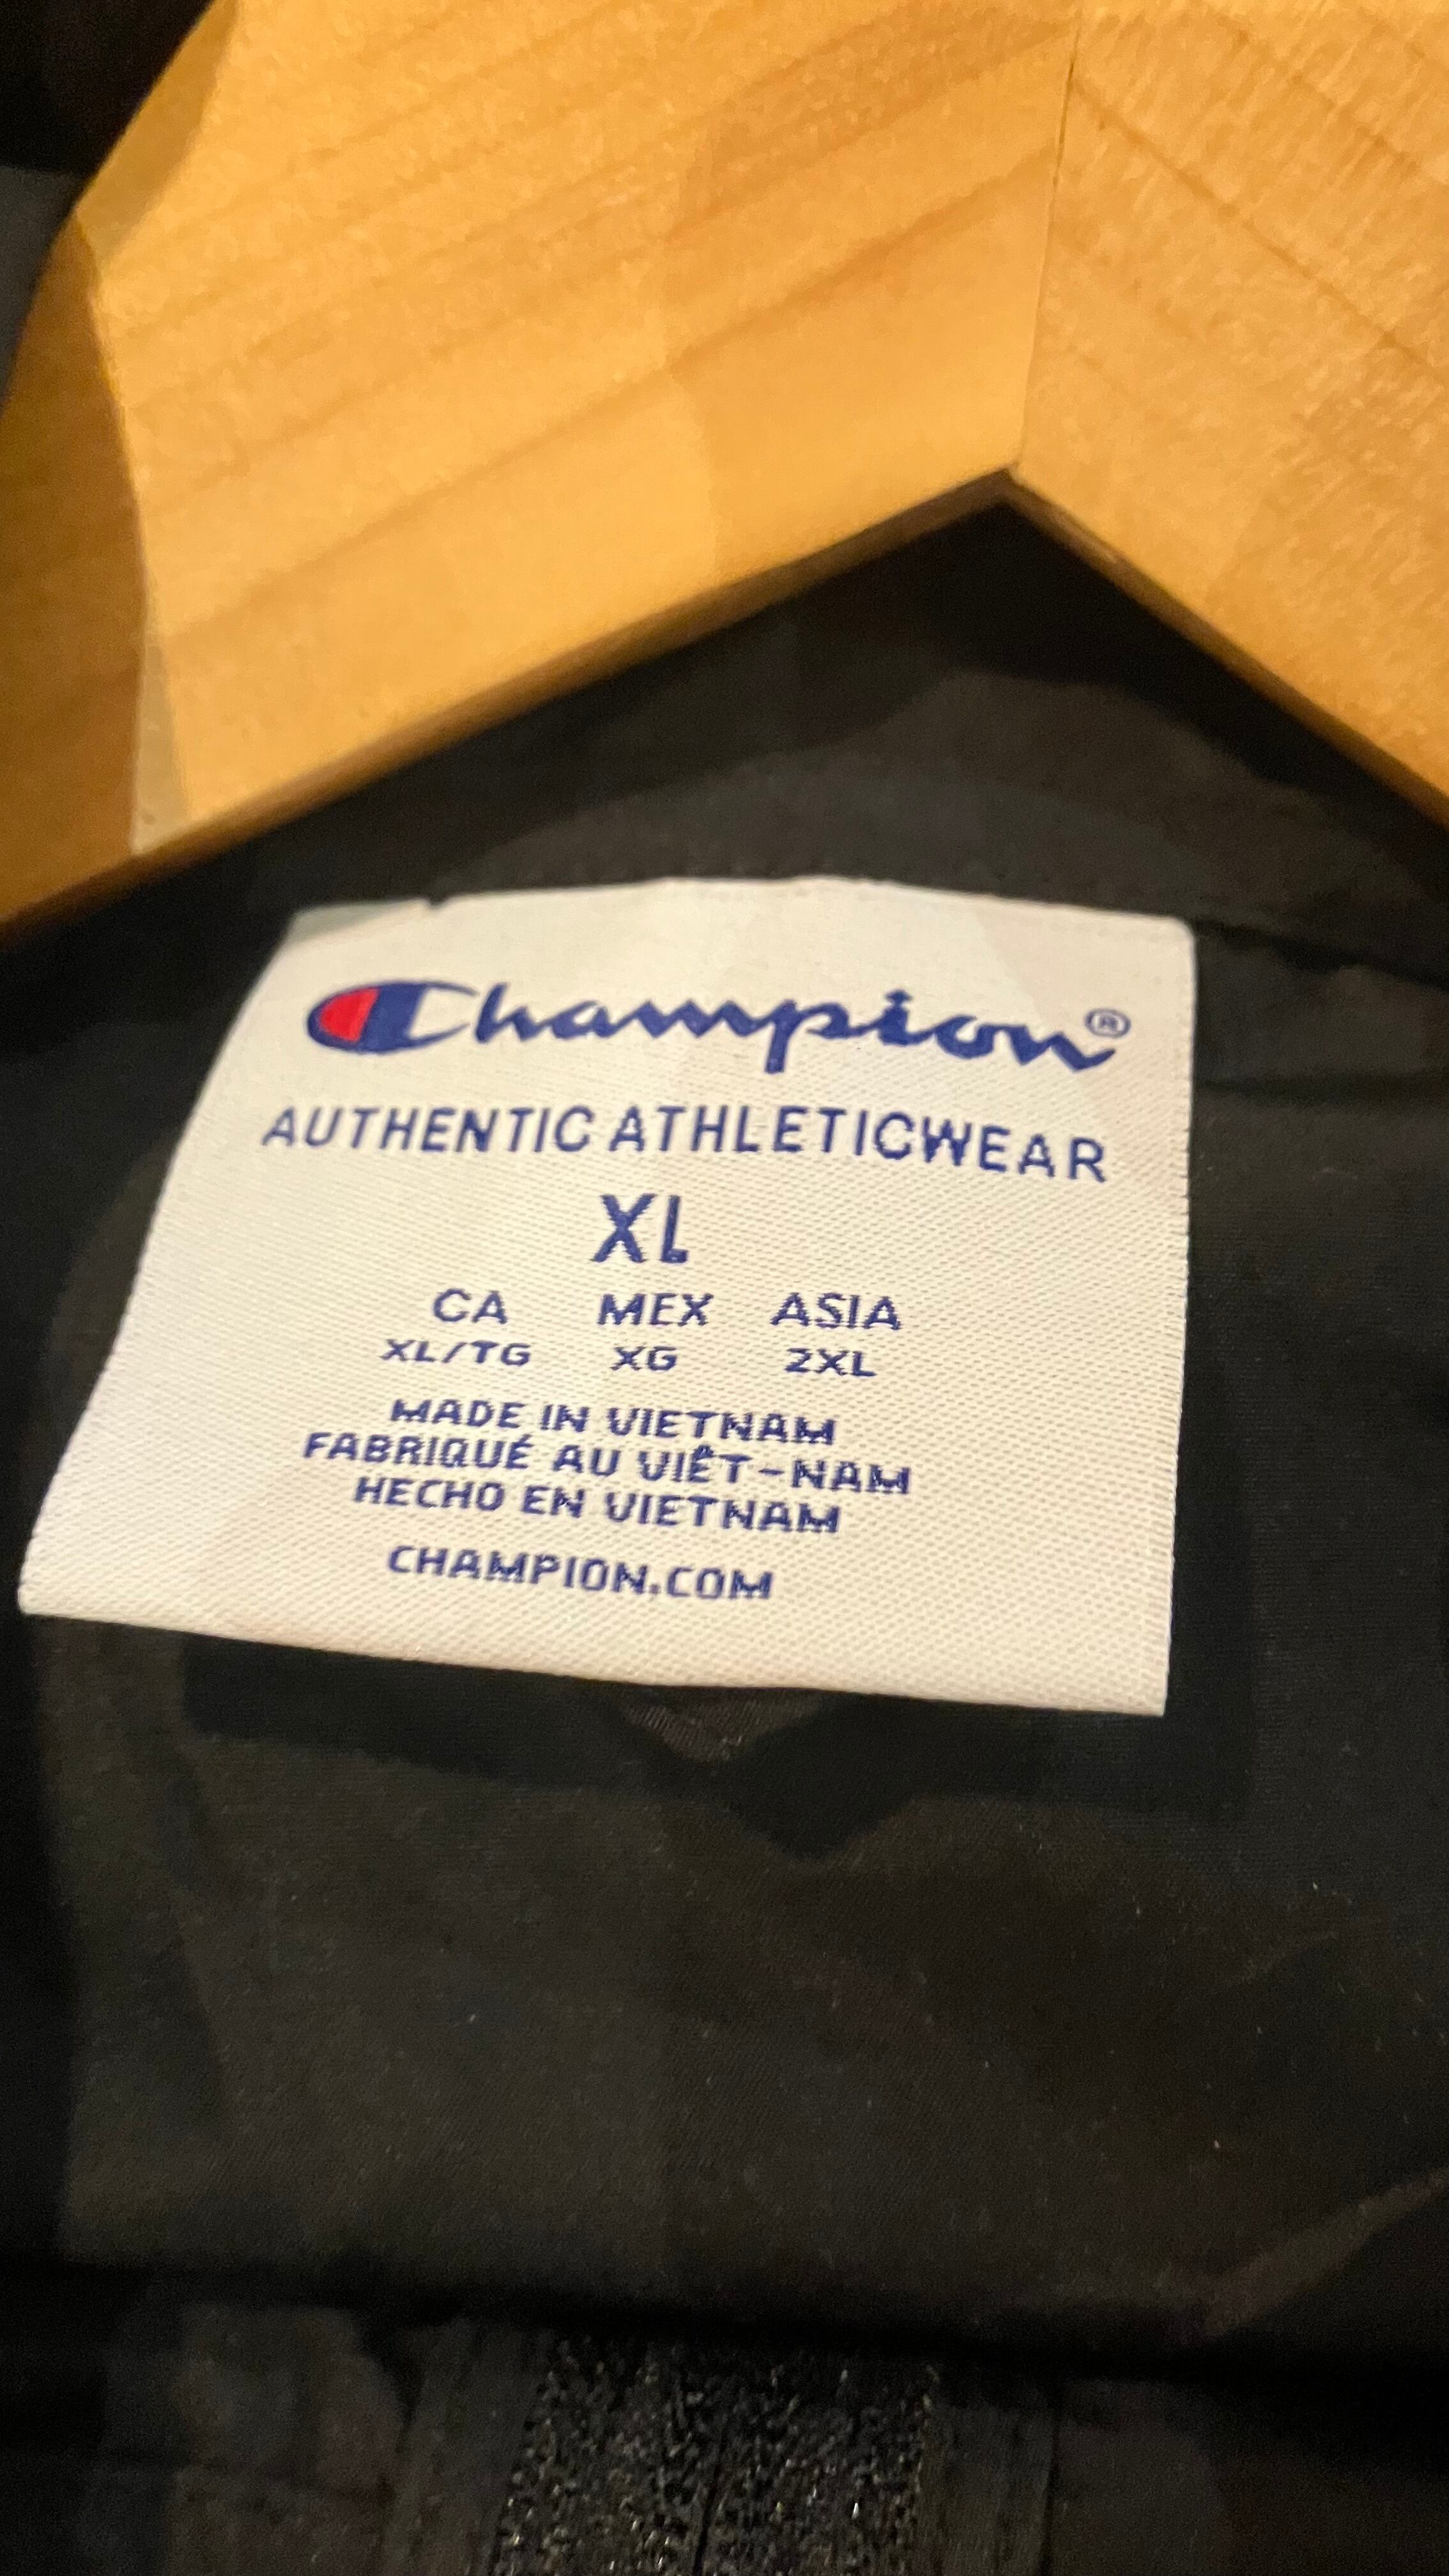 Champion®
AUTHENTIC ATHLETICWEAR
XL
CA MEX ASIA
XL/TG XG 2XL
MADE IN VIETNAM
FABRIQUÉ AU VIÊT-NAM
HECHO EN VIETNAM
CHAMPION.COM